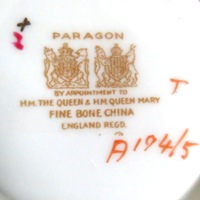 PARAGON
BY APPOINTMENT TO
H.M. THE QUEEN & H.M. QUEEN MARY
FINE BONE CHINA
ENGLAND REGD.
T
A194/5